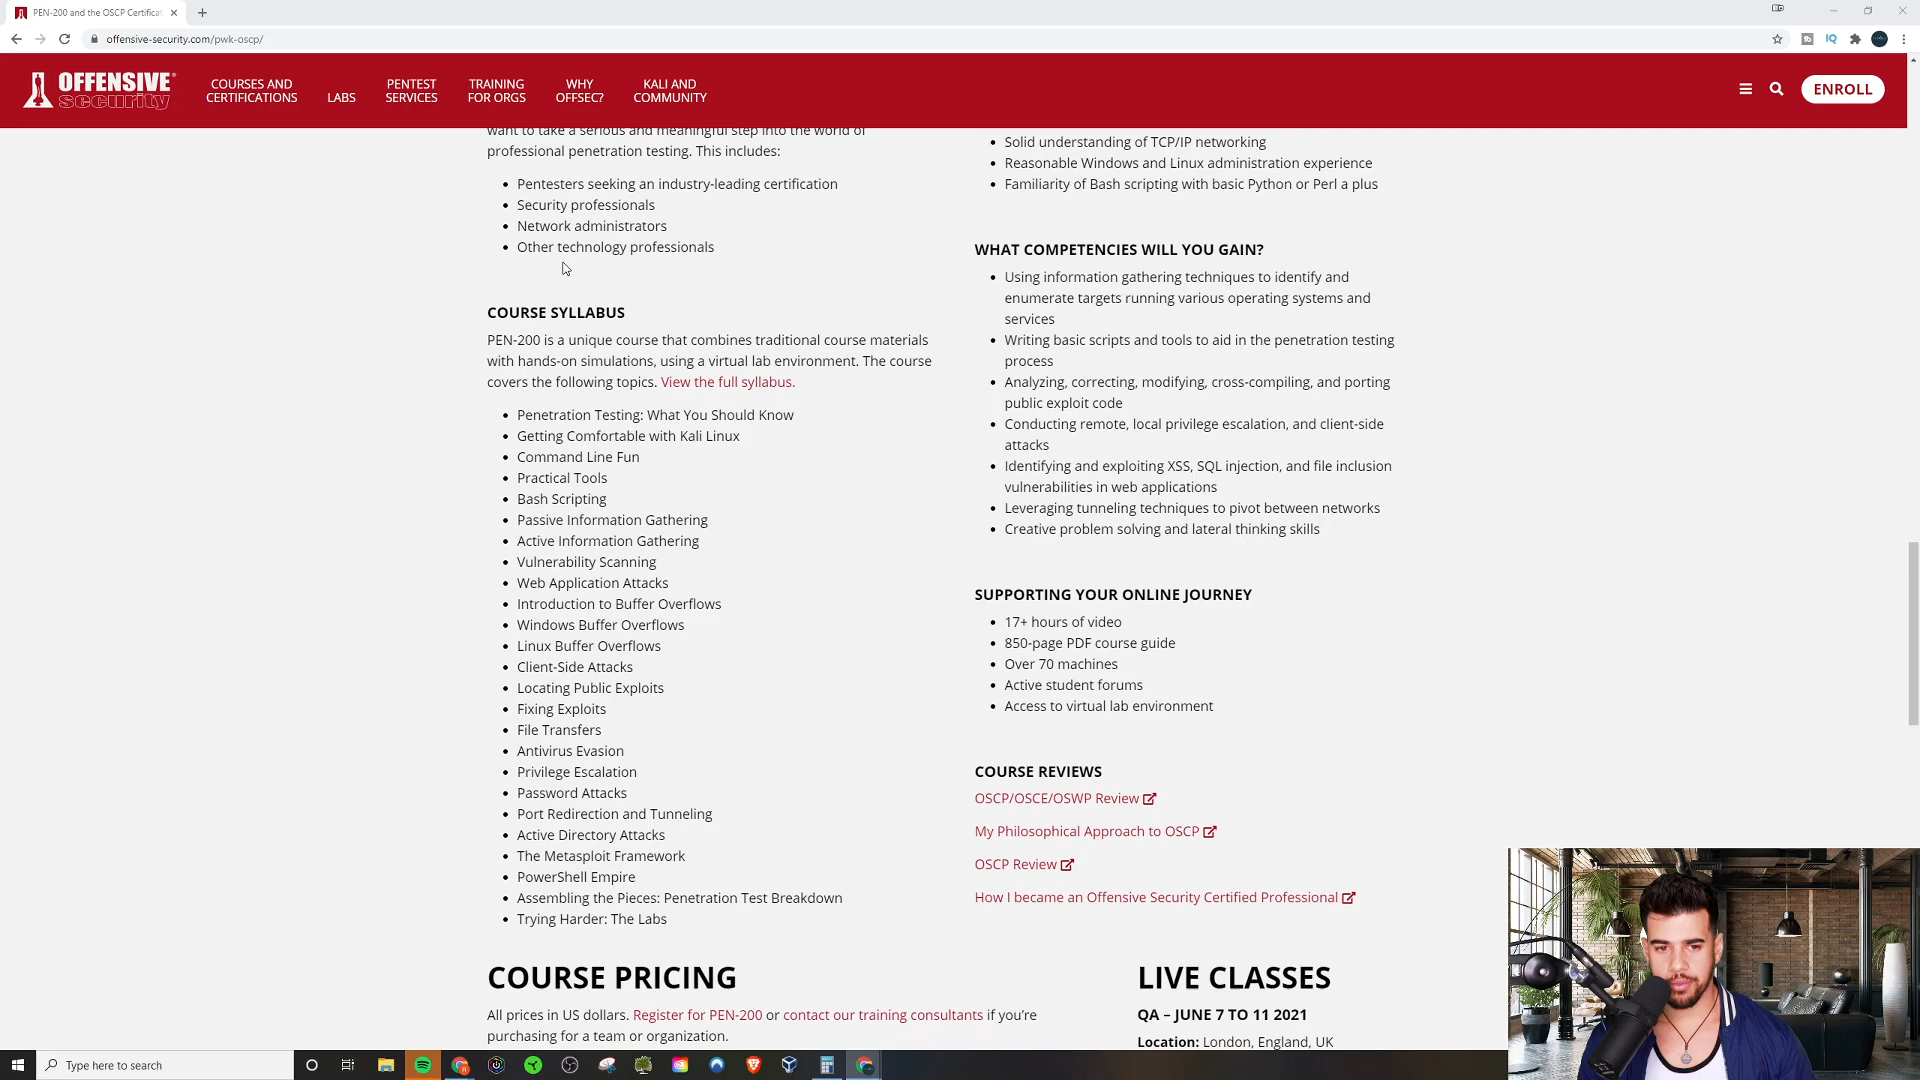 PEN-200 and the OSCP Certificat
offensive-security.com/pwk-oscp/
OFFENSIVE
security
COURSES AND
CERTIFICATIONS
LABS
PENTEST
SERVICES
TRAINING
FOR ORGS
WHY
OFFSEC?
KALI AND
COMMUNITY
ENROLL
want to take a serious and meaningful step into the world of
professional penetration testing. This includes:
Pentesters seeking an industry-leading certification
Security professionals
Network administrators
Other technology professionals
COURSE SYLLABUS
PEN-200 is a unique course that combines traditional course materials
with hands-on simulations, using a virtual lab environment. The course
covers the following topics. View the full syllabus.
Penetration Testing: What You Should Know
Getting Comfortable with Kali Linux
Command Line Fun
Practical Tools
Bash Scripting
Passive Information Gathering
Active Information Gathering
Vulnerability Scanning
Web Application Attacks
Introduction to Buffer Overflows
Windows Buffer Overflows
Linux Buffer Overflows
Client-Side Attacks
Locating Public Exploits
Fixing Exploits
File Transfers
Antivirus Evasion
Privilege Escalation
Password Attacks
Port Redirection and Tunneling
Active Directory Attacks
The Metasploit Framework
PowerShell Empire
Assembling the Pieces: Penetration Test Breakdown
Trying Harder: The Labs
Solid understanding of TCP/IP networking
Reasonable Windows and Linux administration experience
Familiarity of Bash scripting with basic Python or Perl a plus
WHAT COMPETENCIES WILL YOU GAIN?
Using information gathering techniques to identify and
enumerate targets running various operating systems and
services
Writing basic scripts and tools to aid in the penetration testing
process
Analyzing, correcting, modifying, cross-compiling, and porting
public exploit code
Conducting remote, local privilege escalation, and client-side
attacks
Identifying and exploiting XSS, SQL injection, and file inclusion
vulnerabilities in web applications
Leveraging tunneling techniques to pivot between networks
Creative problem solving and lateral thinking skills
SUPPORTING YOUR ONLINE JOURNEY
17+ hours of video
850-page PDF course guide
Over 70 machines
Active student forums
Access to virtual lab environment
COURSE REVIEWS
OSCP/OSCE/OSWP Review
My Philosophical Approach to OSCP
OSCP Review
How I became an Offensive Security Certified Professional
COURSE PRICING
All prices in US dollars. Register for PEN-200 or contact our training consultants if you're
purchasing for a team or organization.
LIVE CLASSES
QA – JUNE 7 TO 11 2021
Location: London, England, UK
Type here to search